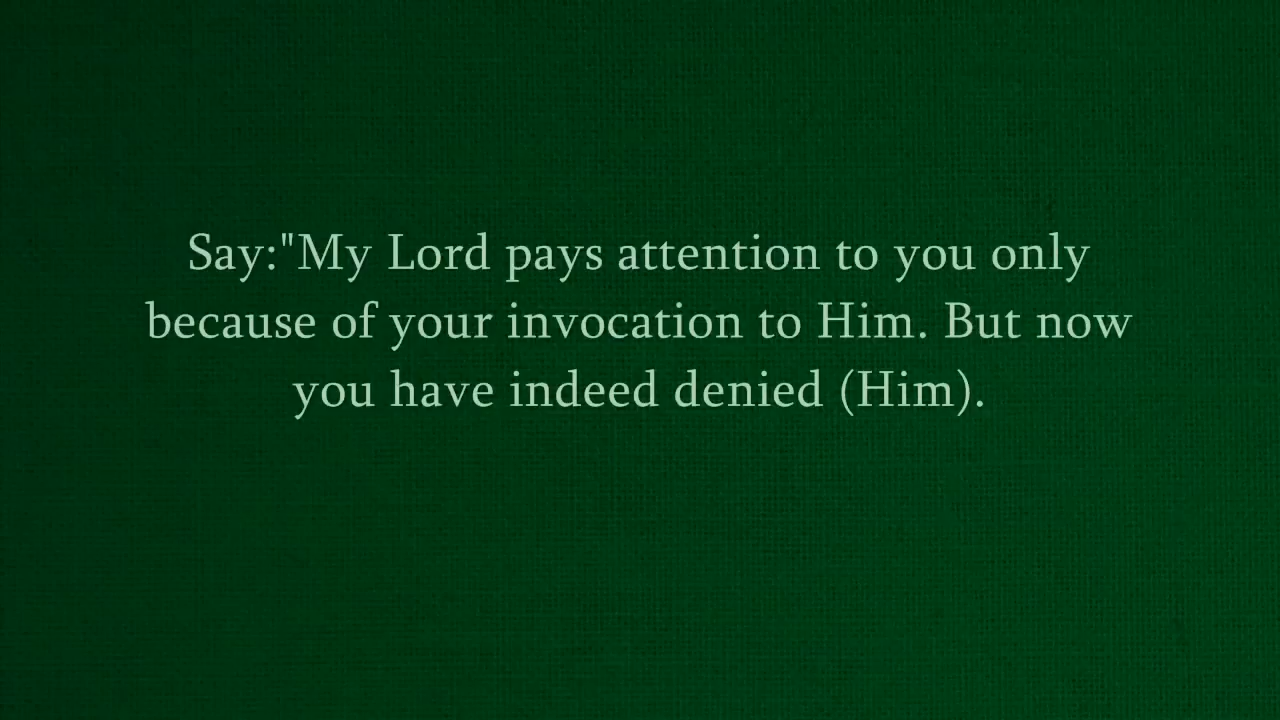 Say:"My Lord pays attention to you only
because of your invocation to Him. But now
you have indeed denied (Him).